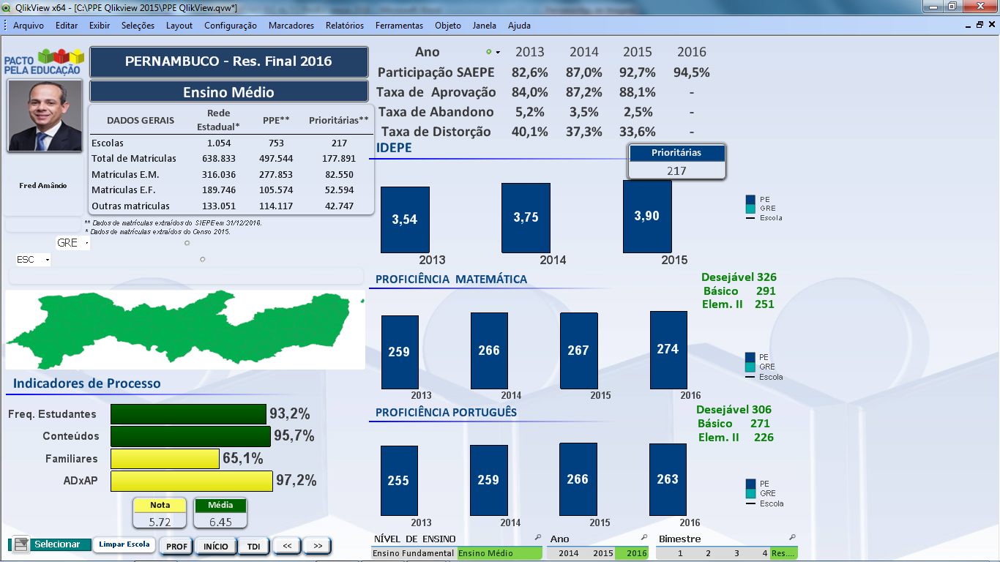 QlikView x64 - [C:\PPE Qlikview 2015\PPE QlikView.qvw*]
Arquivo Editar Exibir Seleções Layout Configuração Marcadores Relatórios Ferramentas Objeto Janela Ajuda
PACTO
PELA EDUCAÇÃO
PERNAMBUCO - Res. Final 2016
Ensino Médio
DADOS GERAIS Rede Estadual* PPE** Prioritárias**
Escolas 1.054 753 217
Total de Matrículas 638.833 497.544 177.891
Matrículas E.M. 316.036 277.853 82.550
Matrículas E.F. 189.746 105.574 52.594
Outras matrículas 133.051 114.117 42.747
Fred Amâncio
** Dados de matrículas extraídos do SIEPE em 31/12/2016.
* Dados de matrículas extraídos do Censo 2015.
GRE
ESC
Indicadores de Processo
Freq. Estudantes 93,2%
Conteúdos 95,7%
Familiares 65,1%
ADxAP 97,2%
Nota Média
5.72 6.45
Selecionar Limpar Escola PROF INÍCIO TDI << >>
Ano 2013 2014 2015 2016
Participação SAEPE 82,6% 87,0% 92,7% 94,5%
Taxa de Aprovação 84,0% 87,2% 88,1% -
Taxa de Abandono 5,2% 3,5% 2,5% -
Taxa de Distorção 40,1% 37,3% 33,6% -
IDEPE
Prioritárias
217
3,54 3,75 3,90
2013 2014 2015
PE
GRE
Escola
PROFICIÊNCIA MATEMÁTICA
Desejável 326
Básico 291
Elem. II 251
259 266 267 274
2013 2014 2015 2016
PE
GRE
Escola
PROFICIÊNCIA PORTUGUÊS
Desejável 306
Básico 271
Elem. II 226
255 259 266 263
2013 2014 2015 2016
PE
GRE
Escola
NÍVEL DE ENSINO Ano Bimestre
Ensino Fundamental Ensino Médio 2014 2015 2016 1 2 3 4 Res....